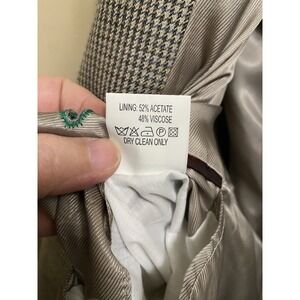 LINING: 52% ACETATE
48% VISCOSE
DRY CLEAN ONLY